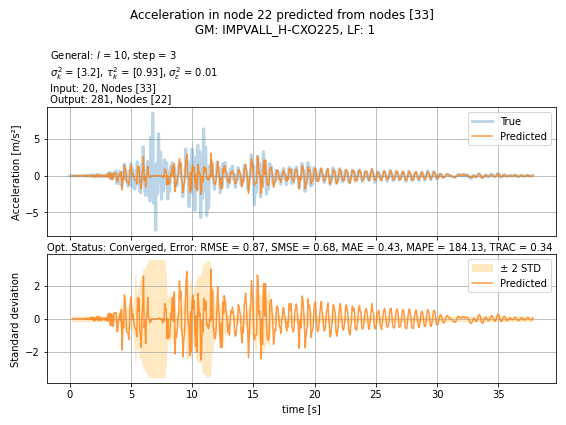 Acceleration in node 22 predicted from nodes [33]
GM: IMPVALL_H-CXO225, LF: 1
General: l = 10, step = 3
σ²ₖ = [3.2], τ²ₖ = [0.93], σ²ε = 0.01
Input: 20, Nodes [33]
Output: 281, Nodes [22]
Acceleration [m/s²]
5
0
−5
True
Predicted
Opt. Status: Converged, Error: RMSE = 0.87, SMSE = 0.68, MAE = 0.43, MAPE = 184.13, TRAC = 0.34
Standard deviation
2
0
−2
± 2 STD
Predicted
0 5 10 15 20 25 30 35
time [s]